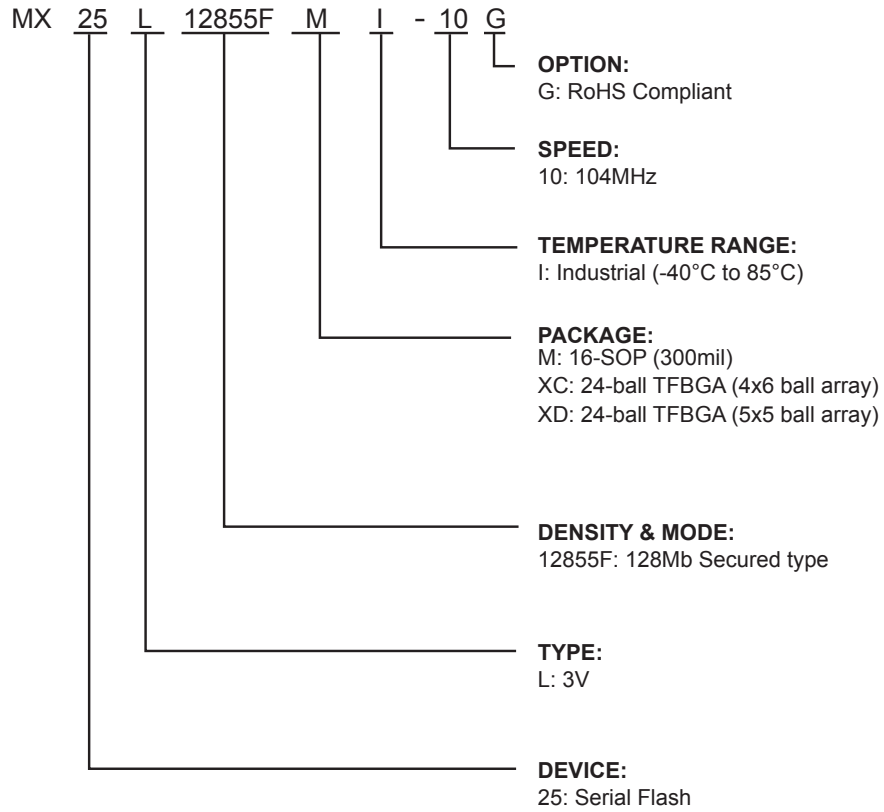 MX 25 L 12855F M I - 10 G
OPTION:
G: RoHS Compliant
SPEED:
10: 104MHz
TEMPERATURE RANGE:
I: Industrial (-40°C to 85°C)
PACKAGE:
M: 16-SOP (300mil)
XC: 24-ball TFBGA (4x6 ball array)
XD: 24-ball TFBGA (5x5 ball array)
DENSITY & MODE:
12855F: 128Mb Secured type
TYPE:
L: 3V
DEVICE:
25: Serial Flash